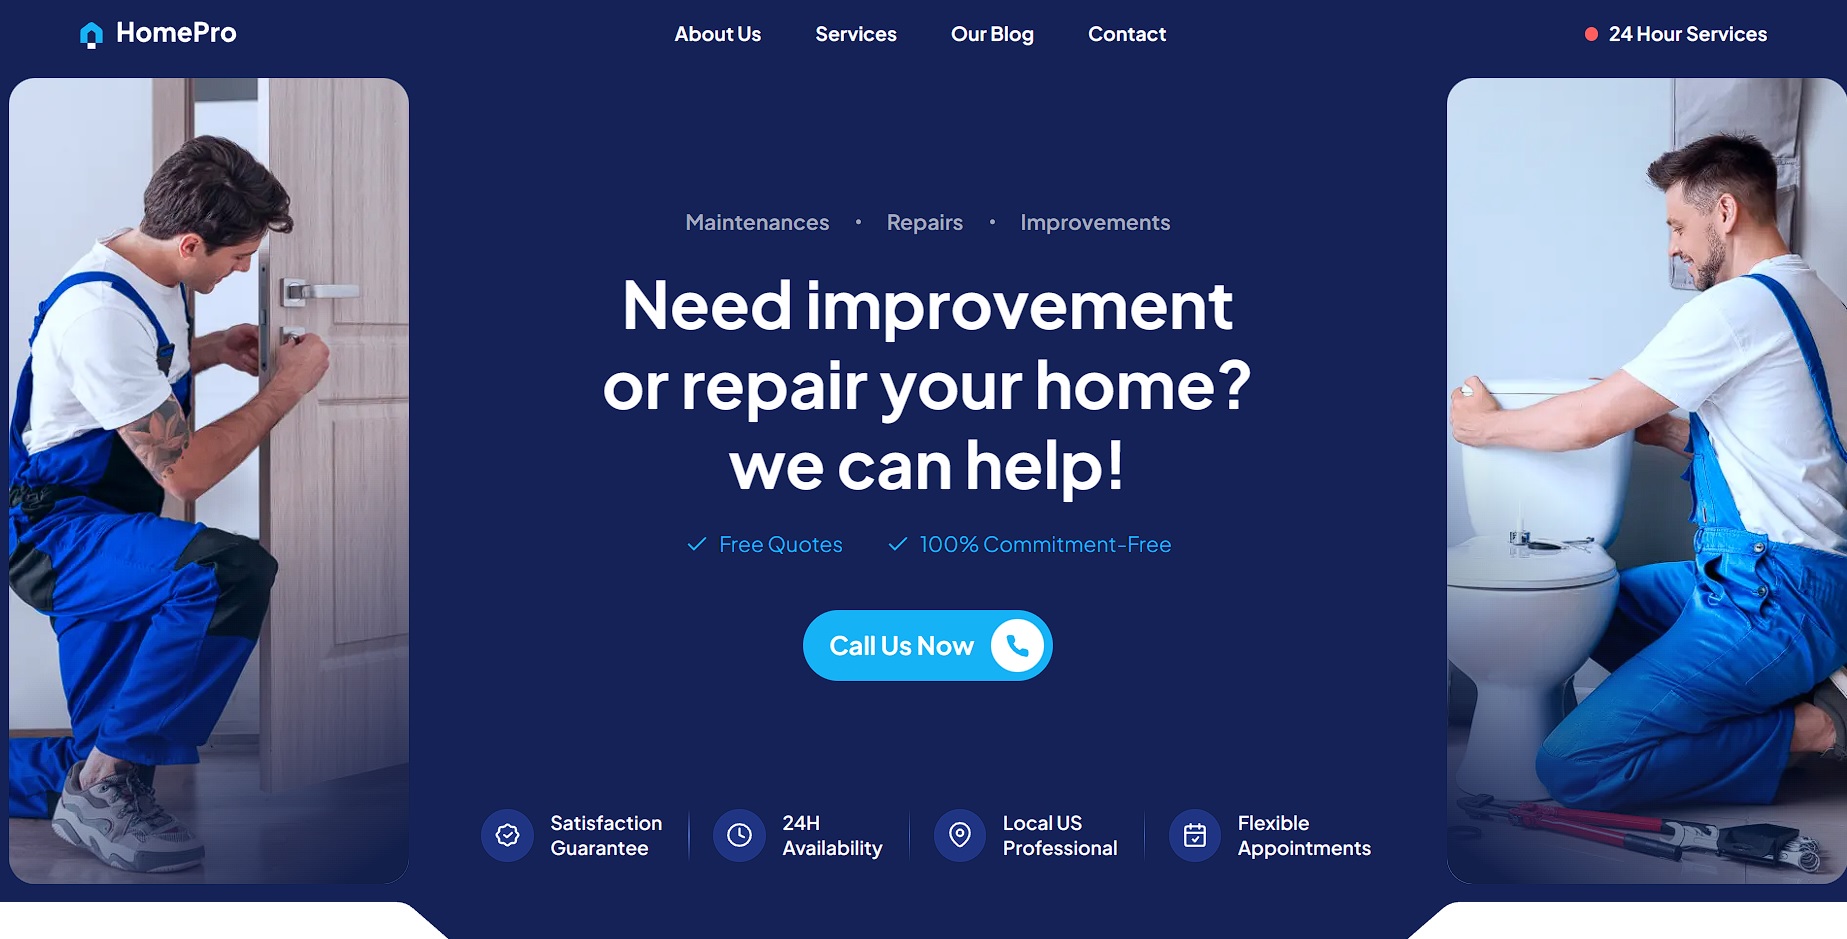 HomePro
About Us
Services
Our Blog
Contact
24 Hour Services
Maintenances • Repairs • Improvements
Need improvement
or repair your home?
we can help!
Free Quotes
100% Commitment-Free
Call Us Now
Satisfaction
Guarantee
24H
Availability
Local US
Professional
Flexible
Appointments